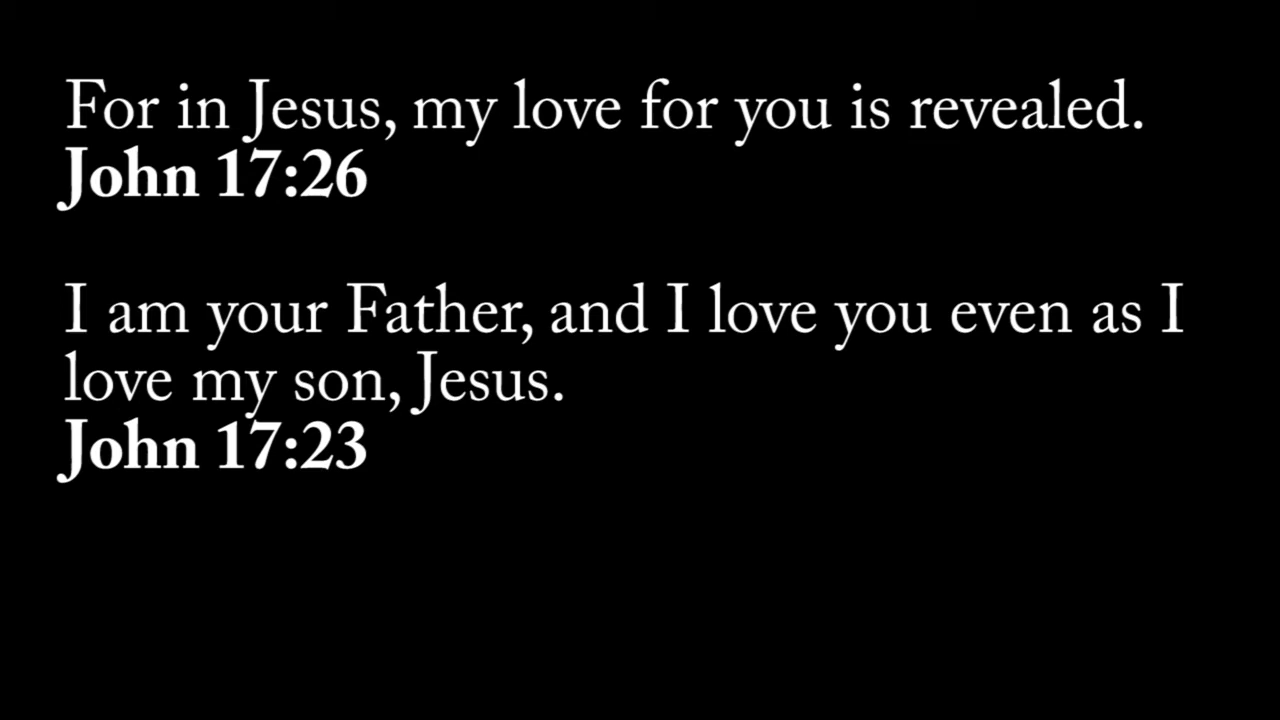 For in Jesus, my love for you is revealed.
John 17:26
I am your Father, and I love you even as I
love my son, Jesus.
John 17:23